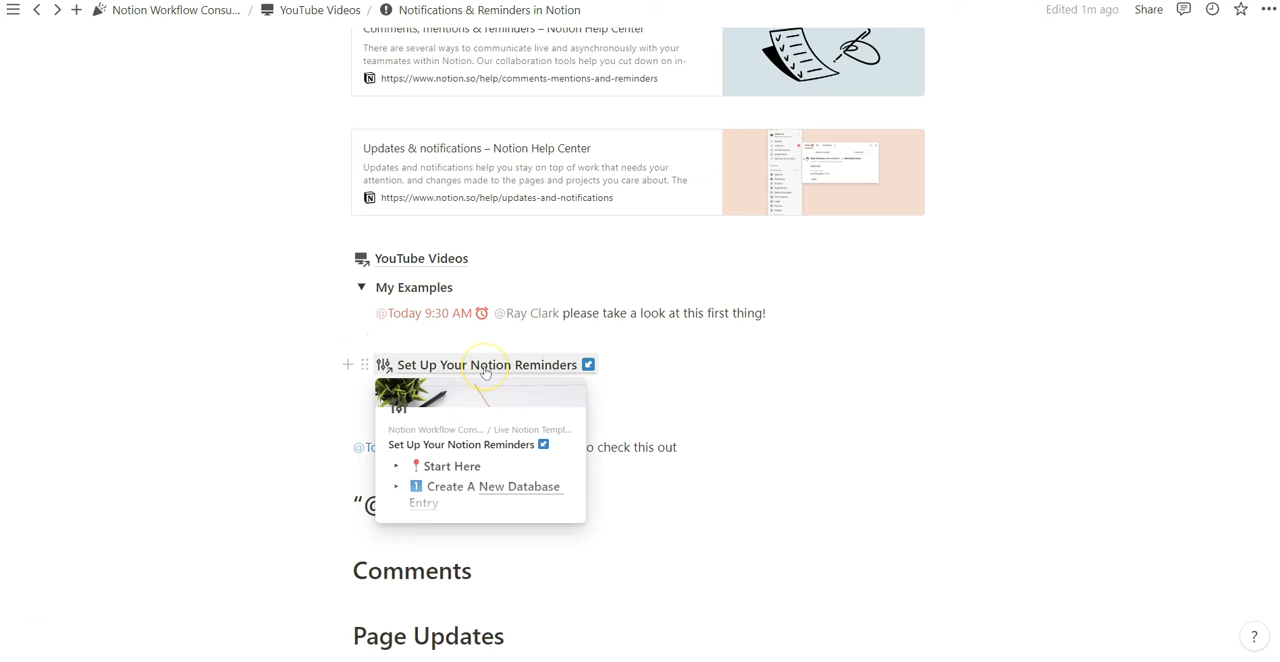 Notion Workflow Consu... / YouTube Videos / Notifications & Reminders in Notion
Edited 1m ago Share
Comments, mentions & reminders – Notion Help Center
There are several ways to communicate live and asynchronously with your
teammates within Notion. Our collaboration tools help you cut down on in-
https://www.notion.so/help/comments-mentions-and-reminders
Updates & notifications – Notion Help Center
Updates and notifications help you stay on top of work that needs your
attention, and changes made to the pages and projects you care about. The
https://www.notion.so/help/updates-and-notifications
YouTube Videos
My Examples
@Today 9:30 AM @Ray Clark please take a look at this first thing!
Set Up Your Notion Reminders
Notion Workflow Cons... / Live Notion Templ...
Set Up Your Notion Reminders
Start Here
1 Create A New Database
Entry
@To
o check this out
“@
Comments
Page Updates
?